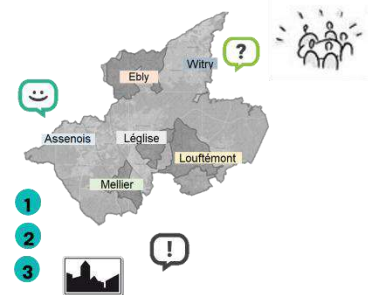 Witry
?
Ebly
Assenois
Léglise
Louftémont
Mellier
1
2
!
3